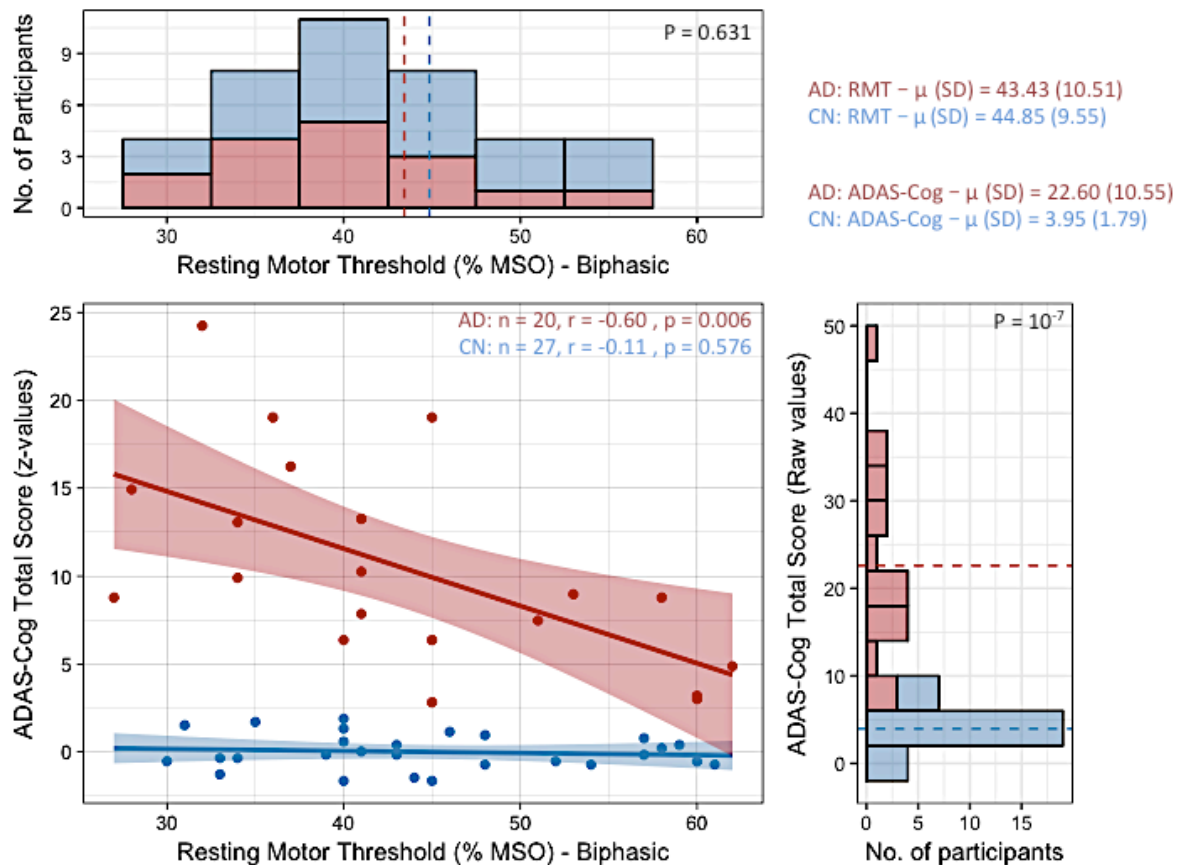 No. of Participants
9
6
3
0
P = 0.631
30
40
50
60
Resting Motor Threshold (% MSO) - Biphasic
AD: RMT − μ (SD) = 43.43 (10.51)
CN: RMT − μ (SD) = 44.85 (9.55)
AD: ADAS-Cog − μ (SD) = 22.60 (10.55)
CN: ADAS-Cog − μ (SD) = 3.95 (1.79)
ADAS-Cog Total Score (z-values)
25
20
15
10
5
0
AD: n = 20, r = -0.60 , p = 0.006
CN: n = 27, r = -0.11 , p = 0.576
30
40
50
60
Resting Motor Threshold (% MSO) - Biphasic
ADAS-Cog Total Score (Raw values)
50
40
30
20
10
0
P = 10⁻⁷
0
5
10
15
No. of participants